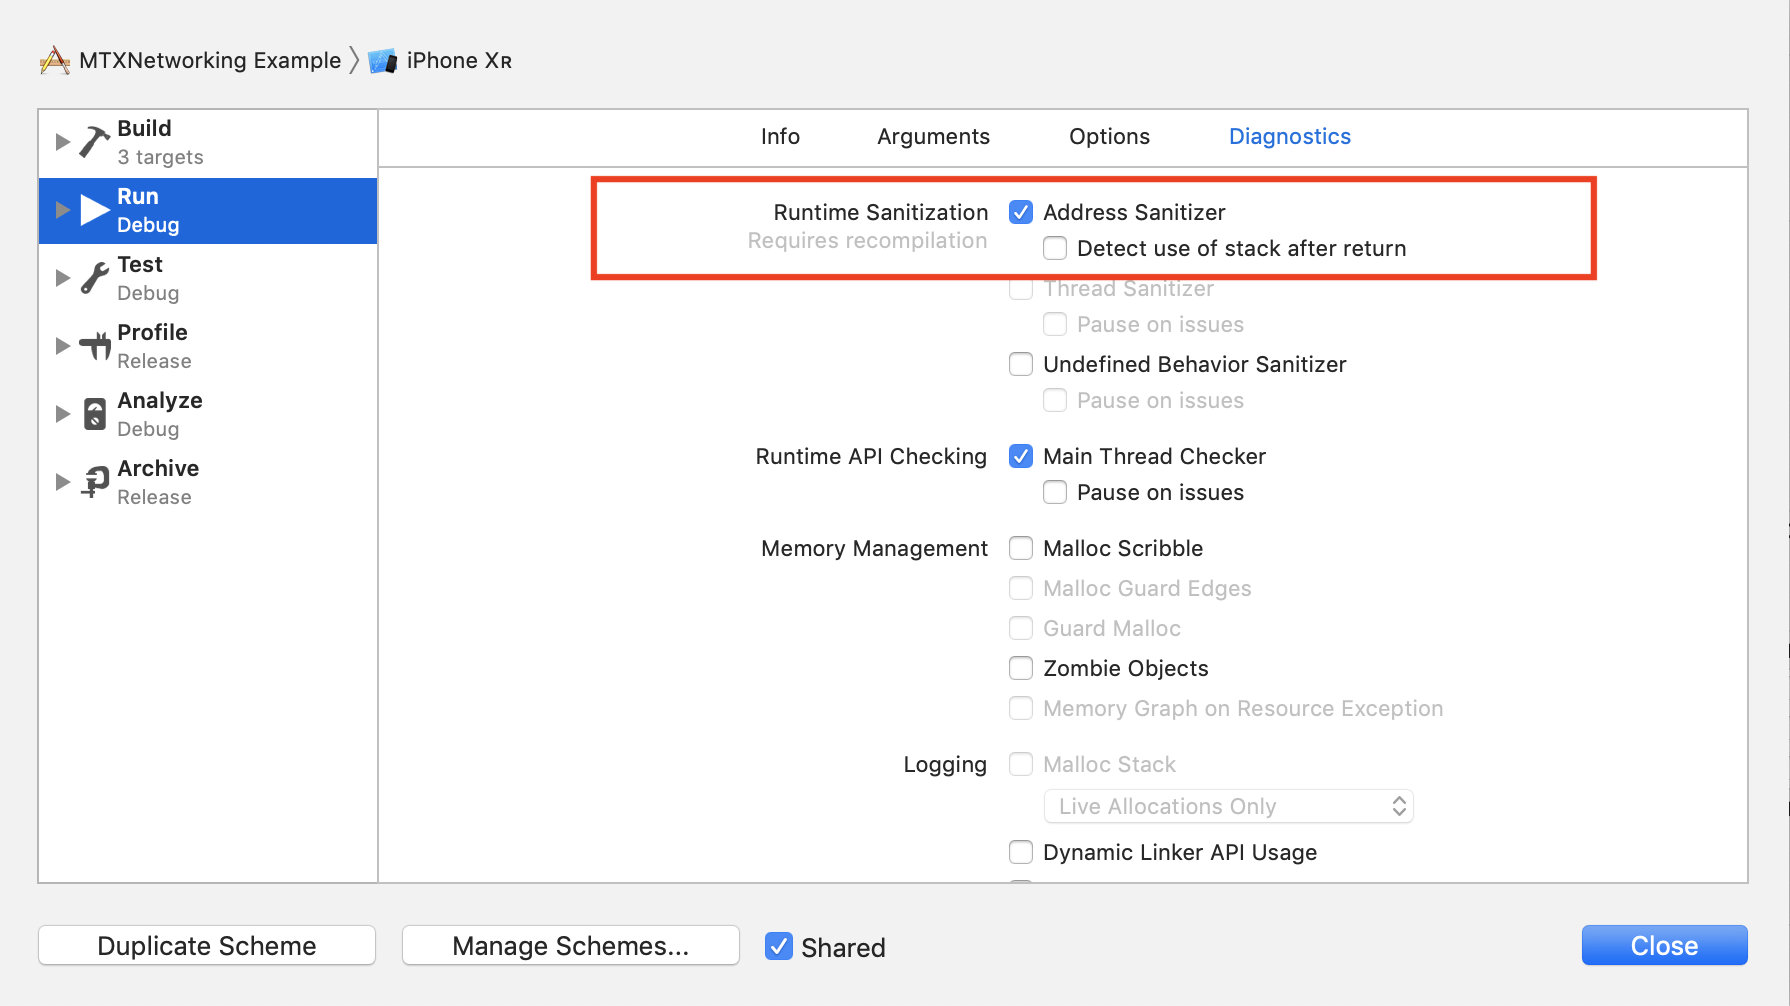 MTXNetworking Example
iPhone XR
Build
3 targets
Run
Debug
Test
Debug
Profile
Release
Analyze
Debug
Archive
Release
Info Arguments Options Diagnostics
Runtime Sanitization Address Sanitizer
Requires recompilation
Detect use of stack after return
Thread Sanitizer
Pause on issues
Undefined Behavior Sanitizer
Pause on issues
Runtime API Checking Main Thread Checker
Pause on issues
Memory Management Malloc Scribble
Malloc Guard Edges
Guard Malloc
Zombie Objects
Memory Graph on Resource Exception
Logging Malloc Stack
Live Allocations Only
Dynamic Linker API Usage
Duplicate Scheme Manage Schemes... Shared Close